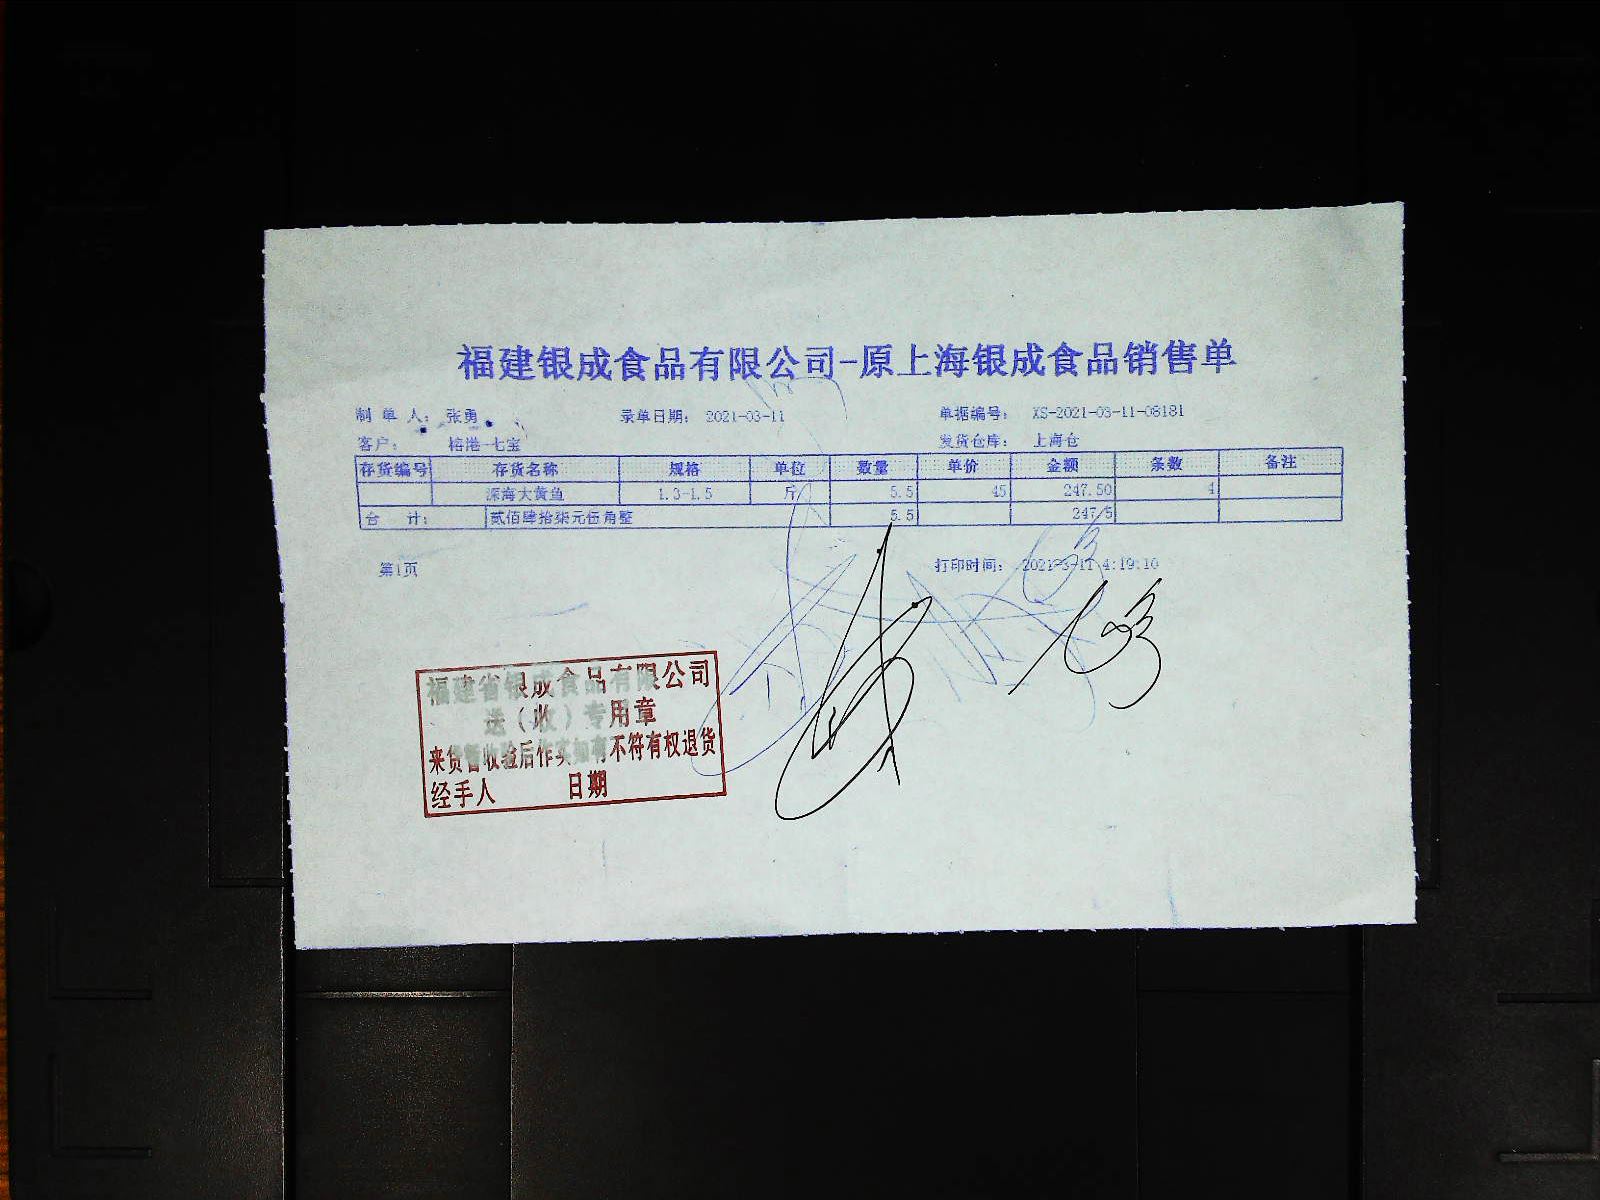 福建银成食品有限公司-原上海银成食品销售单
制 单 人: 张勇 录单日期: 2021-03-11 单据编号: XS-2021-03-11-08181
客户: 榕港-七宝 发货仓库: 上海仓
存货编号 存货名称 规格 单位 数量 单价 金额 条数 备注
深海大黄鱼 1.3-1.5 斤 5.5 45 247.50 4
合 计: 贰佰肆拾柒元伍角整 5.5 247.5
第1页 打印时间: 2021-3-11 4:19:10
福建省银成食品有限公司
送(收)专用章
来货暂收验后作实如有不符有权退货
经手人 日期